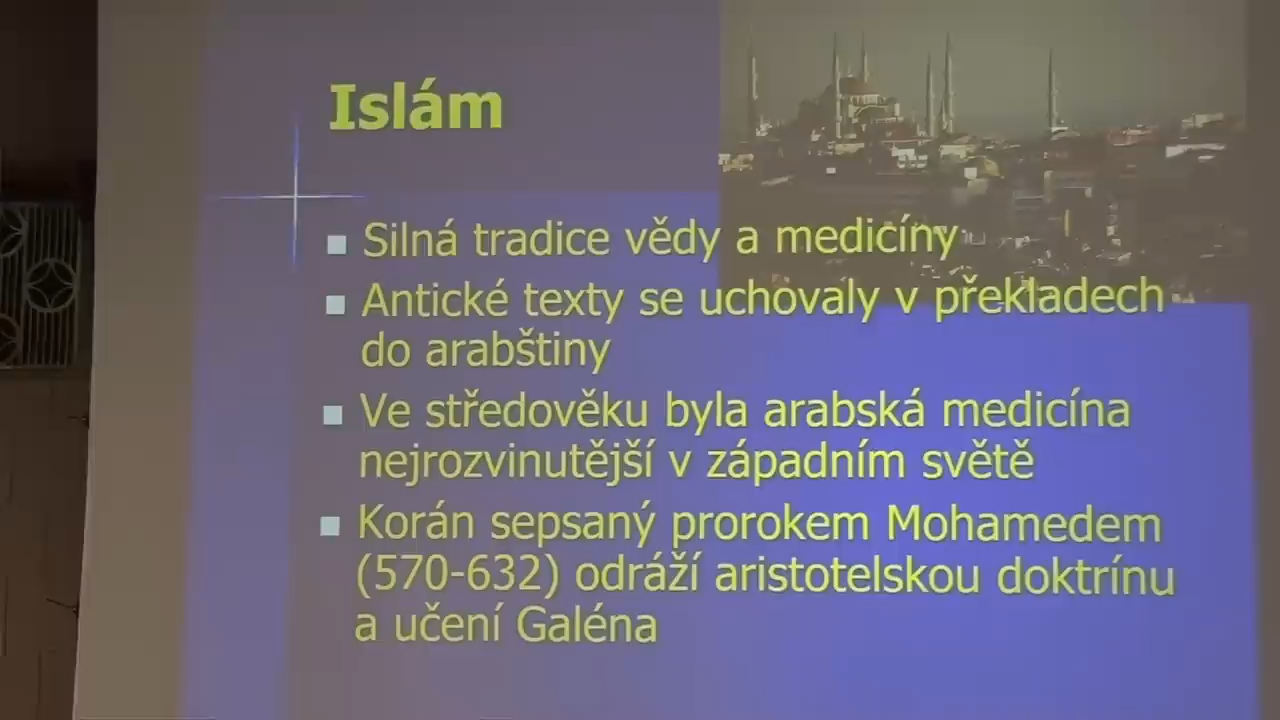 Islám
Silná tradice vědy a medicíny
Antické texty se uchovaly v překladech
do arabštiny
Ve středověku byla arabská medicína
nejrozvinutější v západním světě
Korán sepsaný prorokem Mohamedem
(570-632) odráží aristotelskou doktrínu
a učení Galéna